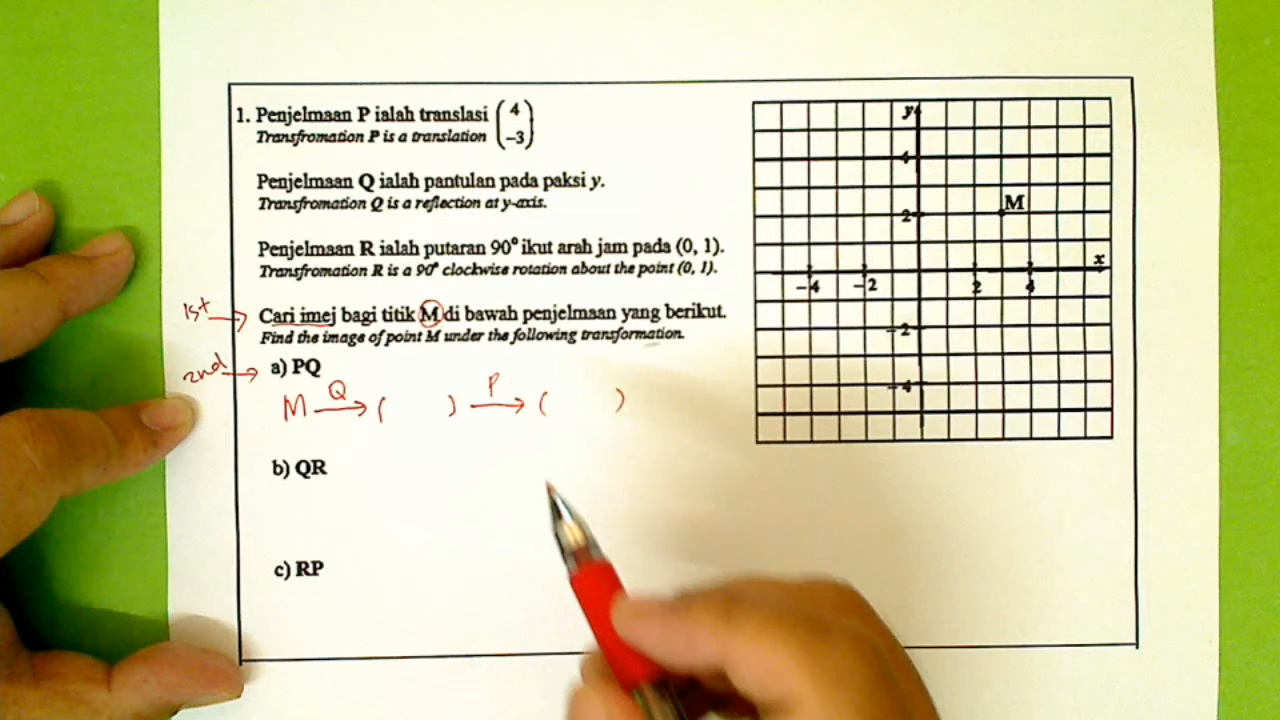 1. Penjelmaan P ialah translasi (4
Transfromation P is a translation −3)
Penjelmaan Q ialah pantulan pada paksi y.
Transfromation Q is a reflection at y-axis.
Penjelmaan R ialah putaran 90° ikut arah jam pada (0, 1).
Transfromation R is a 90° clockwise rotation about the point (0, 1).
1st → Cari imej bagi titik M di bawah penjelmaan yang berikut.
Find the image of point M under the following transformation.
2nd → a) PQ
M Q→ ( ) P→ ( )
b) QR
c) RP
y
4
M
2
x
−4 −2 2 4
−2
−4